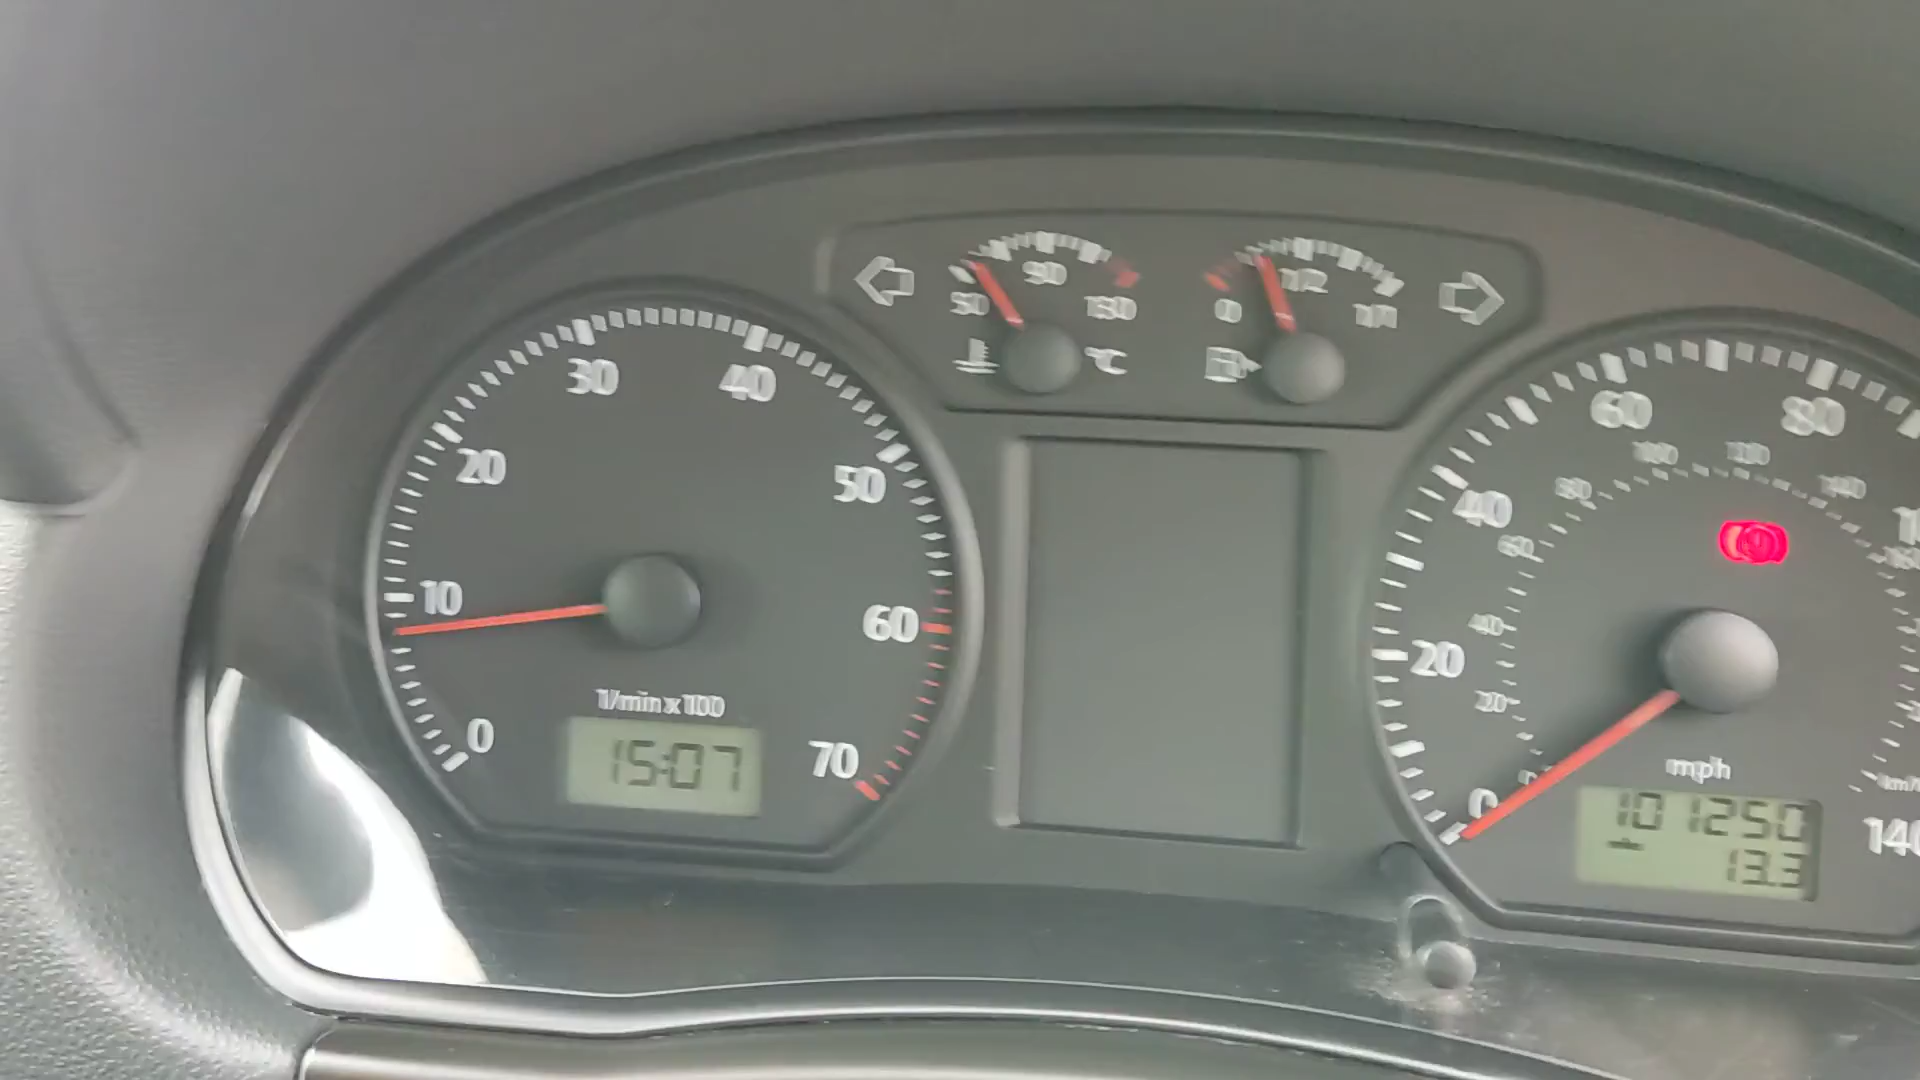 50 90 130 °C
0 1/2 1/1
0 10 20 30 40 50 60 70
1/min x 100
15:07
0 20 40 60 80 140
20 40 60 80 100 120 140
mph
101250
13.3